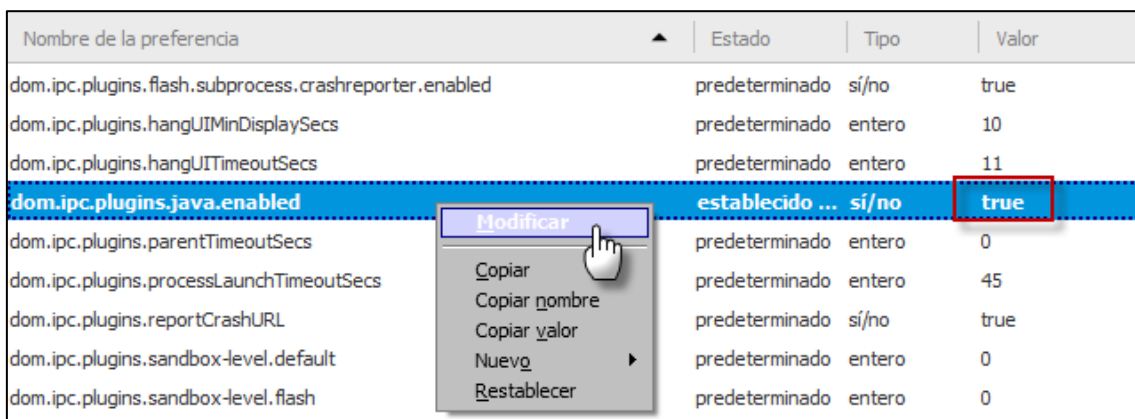 Nombre de la preferencia Estado Tipo Valor
dom.ipc.plugins.flash.subprocess.crashreporter.enabled predeterminado sí/no true
dom.ipc.plugins.hangUIMinDisplaySecs predeterminado entero 10
dom.ipc.plugins.hangUITimeoutSecs predeterminado entero 11
dom.ipc.plugins.java.enabled establecido ... sí/no true
dom.ipc.plugins.parentTimeoutSecs predeterminado entero 0
dom.ipc.plugins.processLaunchTimeoutSecs predeterminado entero 45
dom.ipc.plugins.reportCrashURL predeterminado sí/no true
dom.ipc.plugins.sandbox-level.default predeterminado entero 0
dom.ipc.plugins.sandbox-level.flash predeterminado entero 0
Modificar
Copiar
Copiar nombre
Copiar valor
Nuevo
Restablecer